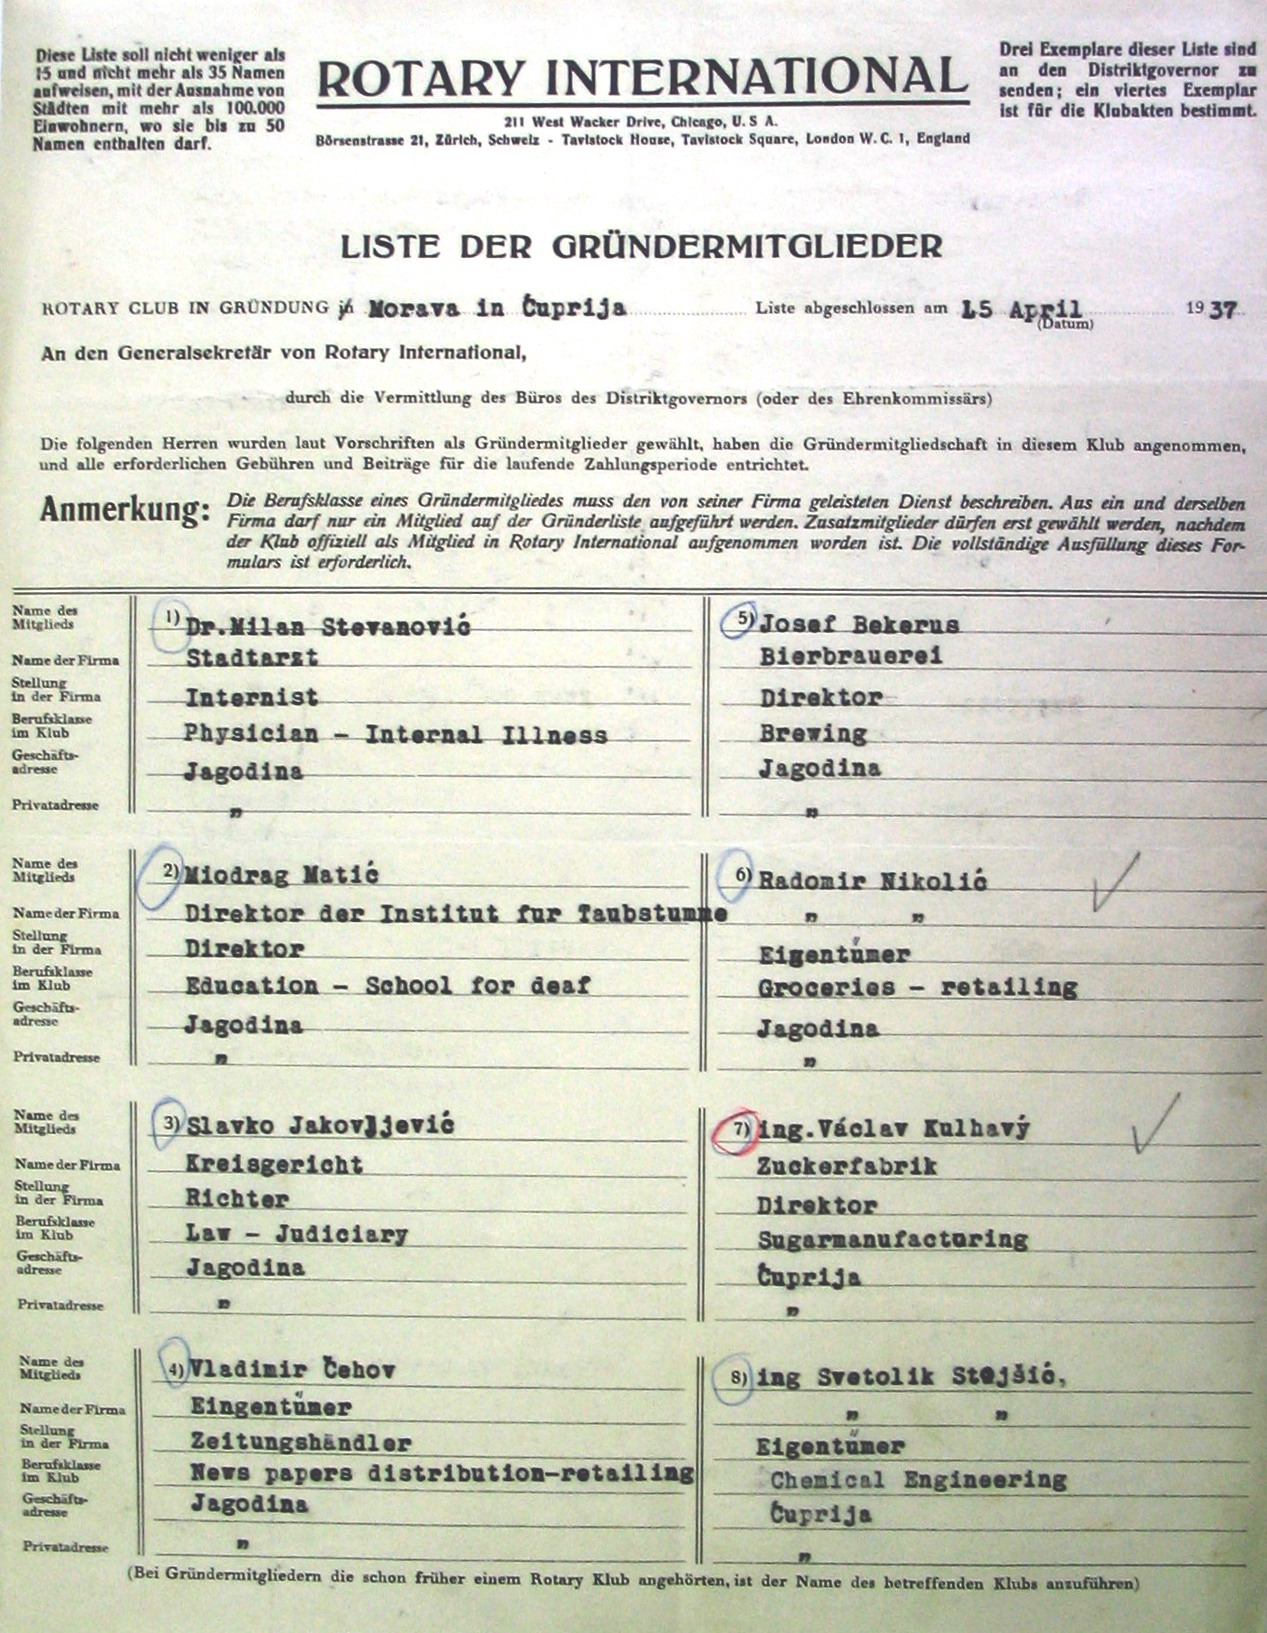 Diese Liste soll nicht weniger als
15 und nicht mehr als 35 Namen
aufweisen, mit der Ausnahme von
Städten mit mehr als 100.000
Einwohnern, wo sie bis zu 50
Namen enthalten darf.
ROTARY INTERNATIONAL
211 West Wacker Drive, Chicago, U. S A.
Börsenstrasse 21, Zürich, Schweiz - Tavistock House, Tavistock Square, London W. C. 1, England
Drei Exemplare dieser Liste sind
an den Distriktgovernor zu
senden; ein viertes Exemplar
ist für die Klubakten bestimmt.
LISTE DER GRÜNDERMITGLIEDER
ROTARY CLUB IN GRÜNDUNG in Morava in Čuprija Liste abgeschlossen am 15 April 1937
(Datum)
An den Generalsekretär von Rotary International,
durch die Vermittlung des Büros des Distriktgovernors (oder des Ehrenkommissärs)
Die folgenden Herren wurden laut Vorschriften als Gründermitglieder gewählt, haben die Gründermitgliedschaft in diesem Klub angenommen,
und alle erforderlichen Gebühren und Beiträge für die laufende Zahlungsperiode entrichtet.
Anmerkung: Die Berufsklasse eines Gründermitgliedes muss den von seiner Firma geleisteten Dienst beschreiben. Aus ein und derselben
Firma darf nur ein Mitglied auf der Gründerliste aufgeführt werden. Zusatzmitglieder dürfen erst gewählt werden, nachdem
der Klub offiziell als Mitglied in Rotary International aufgenommen worden ist. Die vollständige Ausfüllung dieses For-
mulars ist erforderlich.
Name des
Mitglieds
1) Dr.Milan Stevanović
Name der Firma Stadtarzt
Stellung
in der Firma
Internist
Berufsklasse
im Klub
Physician - Internal Illness
Geschäfts-
adresse
Jagodina
Privatadresse "
5) Josef Bekerus
Bierbrauerei
Direktor
Brewing
Jagodina
"
Name des
Mitglieds
2) Miodrag Matić
Name der Firma Direktor der Institut fur Taubstumme
Stellung
in der Firma
Direktor
Berufsklasse
im Klub
Education - School for deaf
Geschäfts-
adresse
Jagodina
Privatadresse "
6) Radomir Nikolić
" "
Eigentümer
Groceries - retailing
Jagodina
"
Name des
Mitglieds
3) Slavko Jakovljević
Name der Firma Kreisgericht
Stellung
in der Firma
Richter
Berufsklasse
im Klub
Law - Judiciary
Geschäfts-
adresse
Jagodina
Privatadresse "
7) ing.Václav Kulhavý
Zuckerfabrik
Direktor
Sugarmanufacturing
Čuprija
"
Name des
Mitglieds
4) Vladimir Čehov
Name der Firma Eingentümer
Stellung
in der Firma
Zeitungshändler
Berufsklasse
im Klub
News papers distribution-retailing
Geschäfts-
adresse
Jagodina
Privatadresse "
8) ing Svetolik Stejšić,
" "
Eigentümer
Chemical Engineering
Čuprija
"
(Bei Gründermitgliedern die schon früher einem Rotary Klub angehörten, ist der Name des betreffenden Klubs anzuführen)